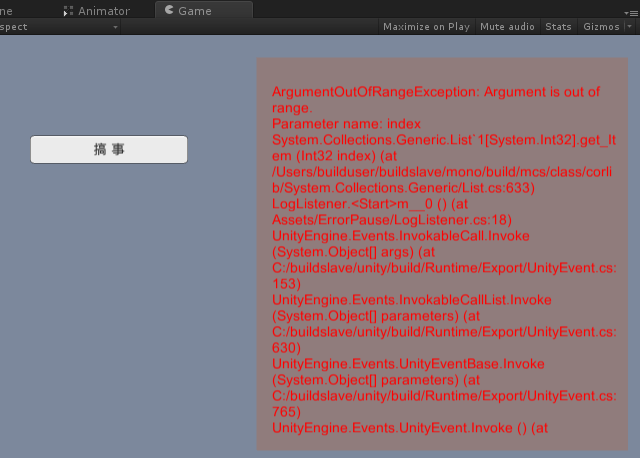 ne
Animator
Game
spect
Maximize on Play
Mute audio
Stats
Gizmos
搞 事
ArgumentOutOfRangeException: Argument is out of
range.
Parameter name: index
System.Collections.Generic.List`1[System.Int32].get_It
em (Int32 index) (at
/Users/builduser/buildslave/mono/build/mcs/class/corli
b/System.Collections.Generic/List.cs:633)
LogListener.<Start>m__0 () (at
Assets/ErrorPause/LogListener.cs:18)
UnityEngine.Events.InvokableCall.Invoke
(System.Object[] args) (at
C:/buildslave/unity/build/Runtime/Export/UnityEvent.cs:
153)
UnityEngine.Events.InvokableCallList.Invoke
(System.Object[] parameters) (at
C:/buildslave/unity/build/Runtime/Export/UnityEvent.cs:
630)
UnityEngine.Events.UnityEventBase.Invoke
(System.Object[] parameters) (at
C:/buildslave/unity/build/Runtime/Export/UnityEvent.cs:
765)
UnityEngine.Events.UnityEvent.Invoke () (at